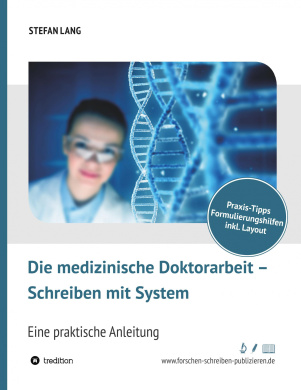 STEFAN LANG
Praxis-Tipps
Formulierungshilfen
inkl. Layout
Die medizinische Doktorarbeit –
Schreiben mit System
Eine praktische Anleitung
tredition
www.forschen-schreiben-publizieren.de